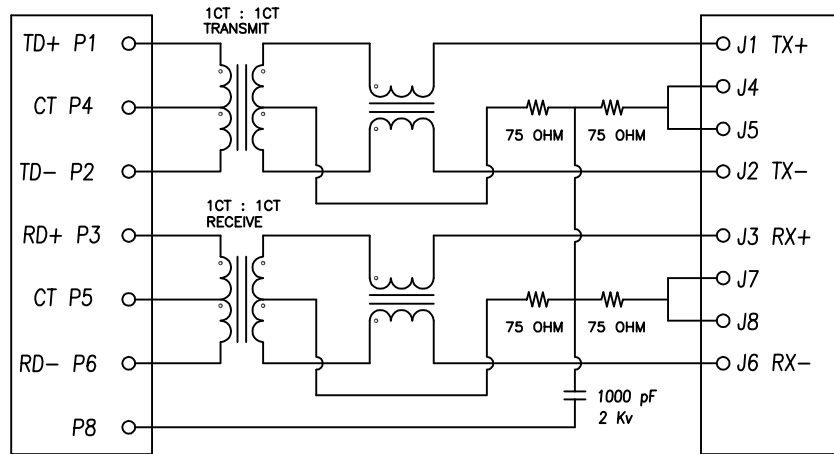 1CT : 1CT
TRANSMIT
TD+ P1
J1 TX+
J4
CT P4
75 OHM
75 OHM
J5
TD- P2
J2 TX-
1CT : 1CT
RECEIVE
RD+ P3
J3 RX+
J7
CT P5
75 OHM
75 OHM
J8
RD- P6
J6 RX-
1000 pF
2 Kv
P8